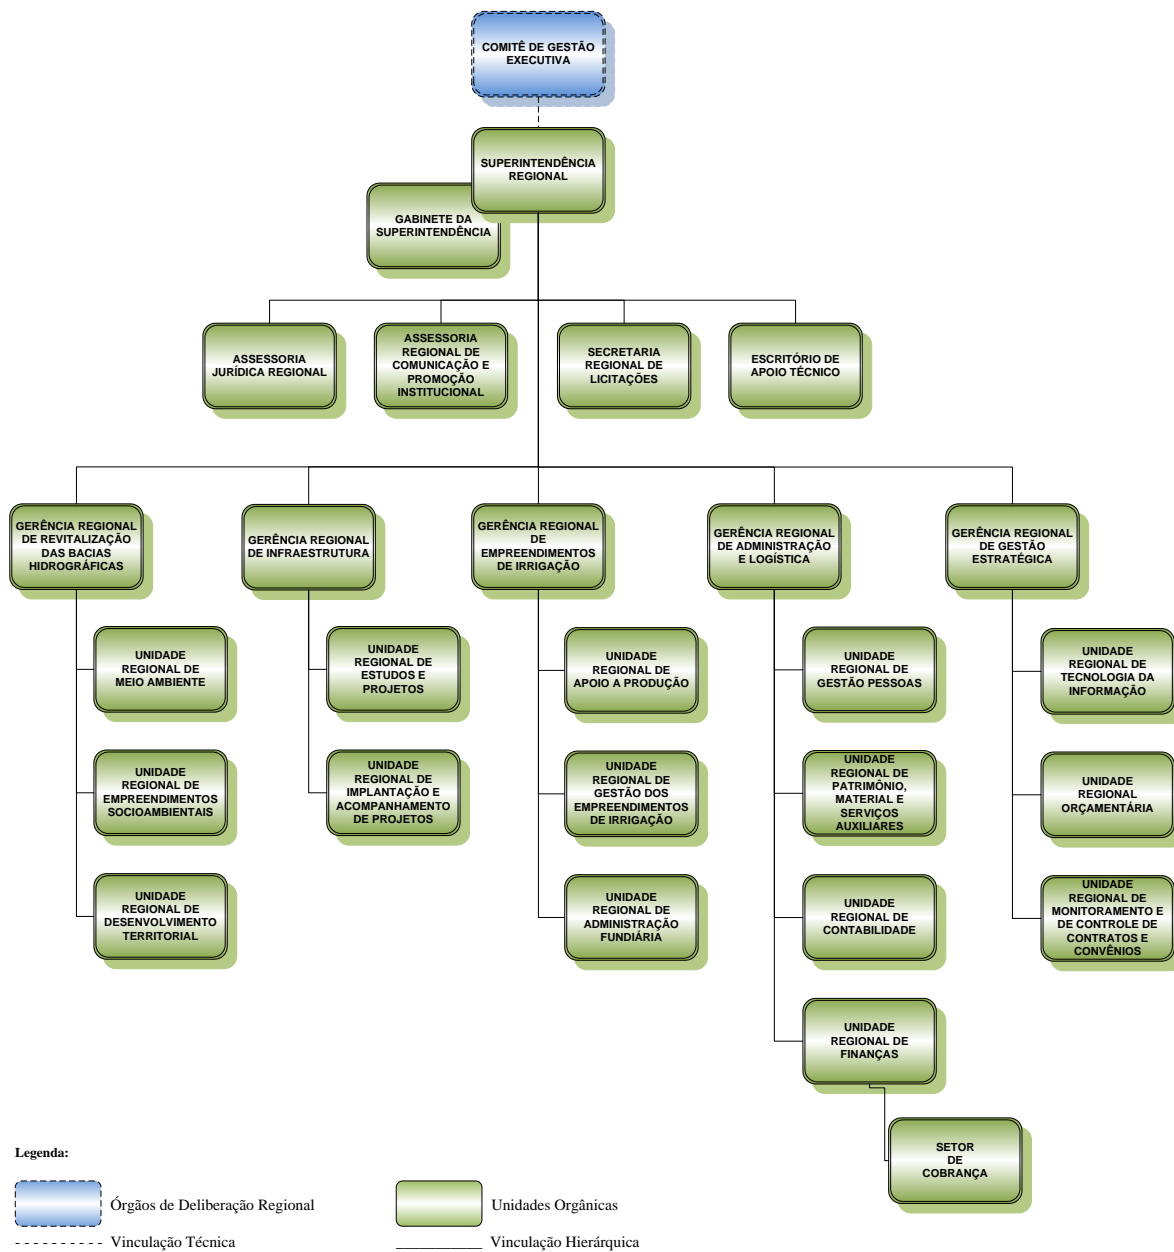 COMITÊ DE GESTÃO
EXECUTIVA
SUPERINTENDÊNCIA
REGIONAL
GABINETE DA
SUPERINTENDÊNCIA
ASSESSORIA
JURÍDICA REGIONAL
ASSESSORIA
REGIONAL DE
COMUNICAÇÃO E
PROMOÇÃO
INSTITUCIONAL
SECRETARIA
REGIONAL DE
LICITAÇÕES
ESCRITÓRIO DE
APOIO TÉCNICO
GERÊNCIA REGIONAL
DE REVITALIZAÇÃO
DAS BACIAS
HIDROGRÁFICAS
GERÊNCIA REGIONAL
DE INFRAESTRUTURA
GERÊNCIA REGIONAL
DE
EMPREENDIMENTOS
DE IRRIGAÇÃO
GERÊNCIA REGIONAL
DE ADMINISTRAÇÃO
E LOGÍSTICA
GERÊNCIA REGIONAL
DE GESTÃO
ESTRATÉGICA
UNIDADE
REGIONAL DE
MEIO AMBIENTE
UNIDADE
REGIONAL DE
ESTUDOS E
PROJETOS
UNIDADE
REGIONAL DE
APOIO A PRODUÇÃO
UNIDADE
REGIONAL DE
GESTÃO PESSOAS
UNIDADE
REGIONAL DE
TECNOLOGIA DA
INFORMAÇÃO
UNIDADE
REGIONAL DE
EMPREENDIMENTOS
SOCIOAMBIENTAIS
UNIDADE
REGIONAL DE
IMPLANTAÇÃO E
ACOMPANHAMENTO
DE PROJETOS
UNIDADE
REGIONAL DE
GESTÃO DOS
EMPREENDIMENTOS
DE IRRIGAÇÃO
UNIDADE
REGIONAL DE
PATRIMÔNIO,
MATERIAL E
SERVIÇOS
AUXILIARES
UNIDADE
REGIONAL
ORÇAMENTÁRIA
UNIDADE
REGIONAL DE
DESENVOLVIMENTO
TERRITORIAL
UNIDADE
REGIONAL DE
ADMINISTRAÇÃO
FUNDIÁRIA
UNIDADE
REGIONAL DE
CONTABILIDADE
UNIDADE
REGIONAL DE
MONITORAMENTO E
DE CONTROLE DE
CONTRATOS E
CONVÊNIOS
UNIDADE
REGIONAL DE
FINANÇAS
SETOR
DE
COBRANÇA
Legenda:
Órgãos de Deliberação Regional
Unidades Orgânicas
Vinculação Técnica
Vinculação Hierárquica